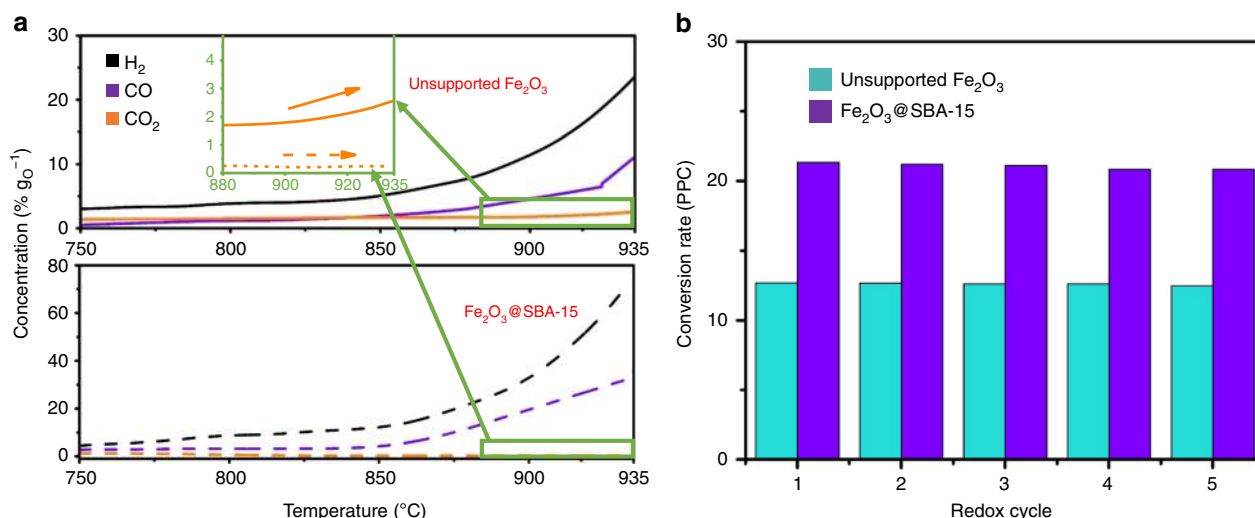 a
30
20
10
0
H₂
CO
CO₂
4
3
2
1
0
880
900
920
935
Unsupported Fe₂O₃
750
800
850
900
935
Concentration (% gₒ⁻¹)
80
60
40
20
0
Fe₂O₃@SBA-15
750
800
850
900
935
Temperature (°C)
b
30
20
10
0
Unsupported Fe₂O₃
Fe₂O₃@SBA-15
Conversion rate (PPC)
1
2
3
4
5
Redox cycle